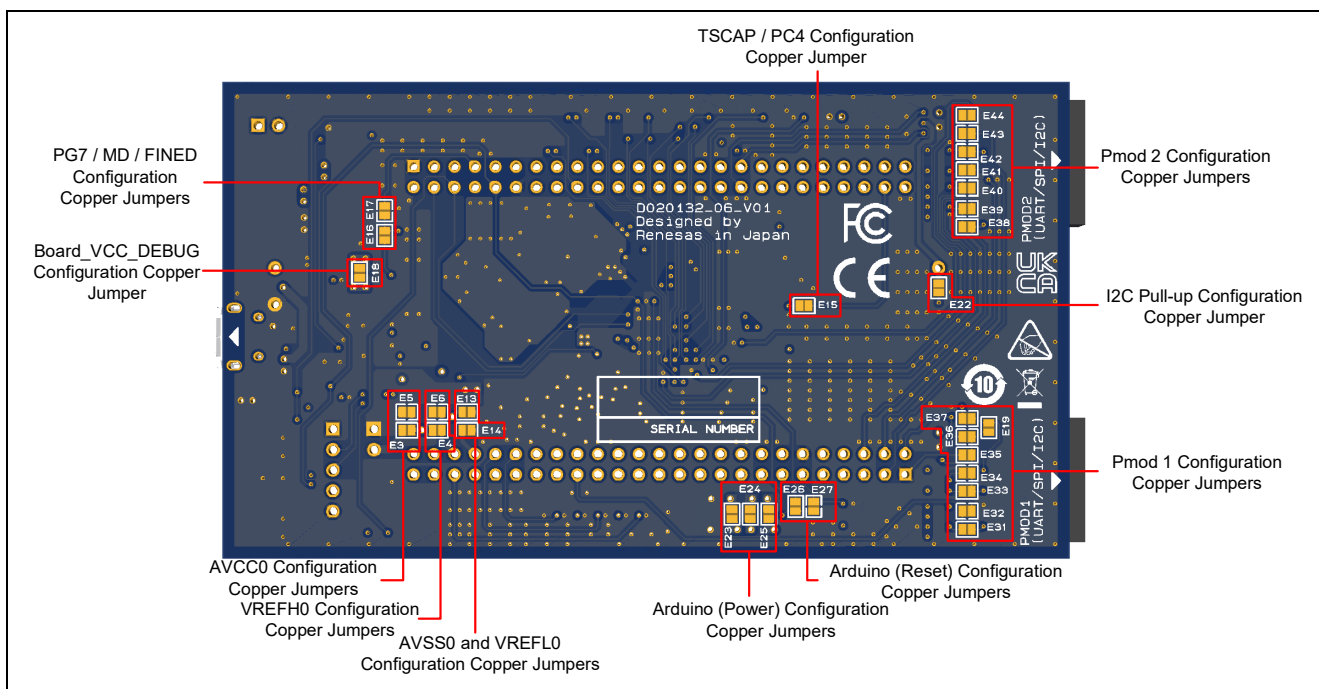 TSCAP / PC4 Configuration
Copper Jumper
PG7 / MD / FINED
Configuration
Copper Jumpers
Board_VCC_DEBUG
Configuration Copper
Jumper
E17
E16
E18
D020132_06_V01
Designed by
Renesas in Japan
FC
CE
UK
CA
E15
E22
E44
E43
E42
E41
E40
E39
E38
PMOD2
(UART/SPI/I2C)
Pmod 2 Configuration
Copper Jumpers
I2C Pull-up Configuration
Copper Jumper
10
E5
E6
E13
E3
E4
E14
SERIAL NUMBER
E37
E36
E19
E35
E34
E33
E32
E31
PMOD1
(UART/SPI/I2C)
Pmod 1 Configuration
Copper Jumpers
E24
E23
E25
E26
E27
AVCC0 Configuration
Copper Jumpers
VREFH0 Configuration
Copper Jumpers
AVSS0 and VREFL0
Configuration Copper Jumpers
Arduino (Power) Configuration
Copper Jumpers
Arduino (Reset) Configuration
Copper Jumpers